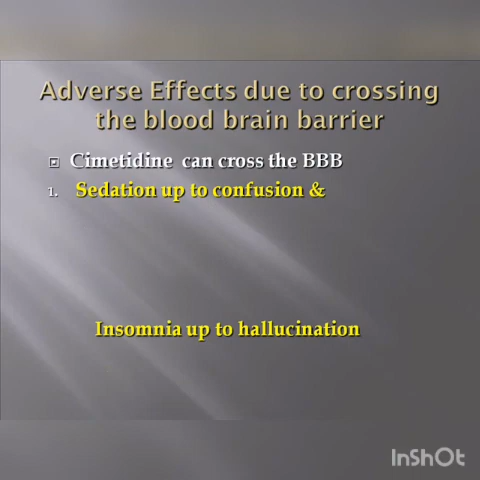 Adverse Effects due to crossing
the blood brain barrier
Cimetidine can cross the BBB
1. Sedation up to confusion &
Insomnia up to hallucination
InShOt